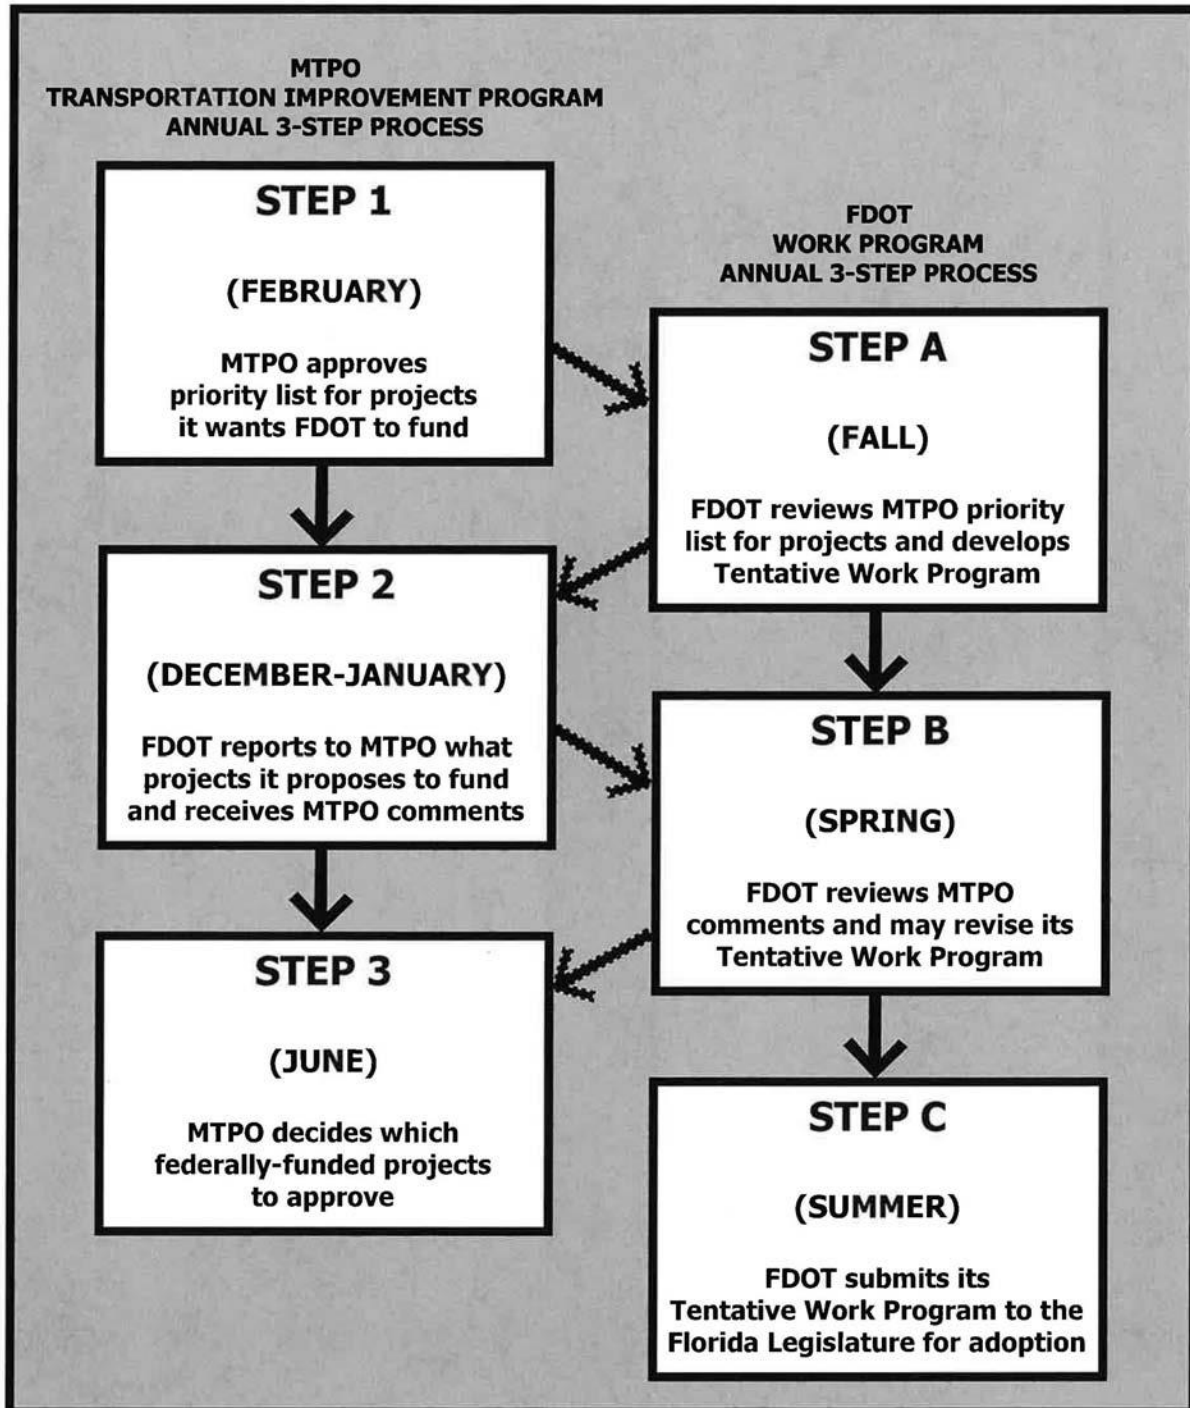 MTPO
TRANSPORTATION IMPROVEMENT PROGRAM
ANNUAL 3-STEP PROCESS
STEP 1
(FEBRUARY)
MTPO approves
priority list for projects
it wants FDOT to fund
FDOT
WORK PROGRAM
ANNUAL 3-STEP PROCESS
STEP A
(FALL)
FDOT reviews MTPO priority
list for projects and develops
Tentative Work Program
STEP 2
(DECEMBER-JANUARY)
FDOT reports to MTPO what
projects it proposes to fund
and receives MTPO comments
STEP B
(SPRING)
FDOT reviews MTPO
comments and may revise its
Tentative Work Program
STEP 3
(JUNE)
MTPO decides which
federally-funded projects
to approve
STEP C
(SUMMER)
FDOT submits its
Tentative Work Program to the
Florida Legislature for adoption